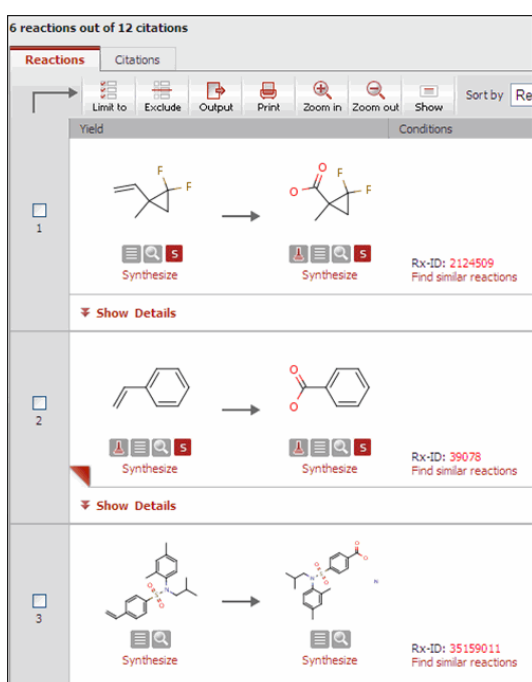 6 reactions out of 12 citations
Reactions Citations
Limit to Exclude Output Print Zoom in Zoom out Show Sort by Re
Yield Conditions
F
F
O
F
F
O
S S
Synthesize Synthesize
Rx-ID: 2124509
Find similar reactions
1
Show Details
O
O
S S
Synthesize Synthesize
Rx-ID: 39078
Find similar reactions
2
Show Details
O
S
O
N
O
S
O
N
O
O
N
Synthesize Synthesize
Rx-ID: 35159011
Find similar reactions
3